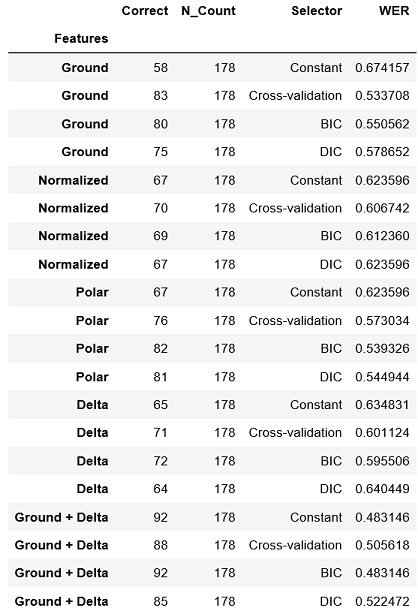 Correct N_Count Selector WER
Features
Ground 58 178 Constant 0.674157
Ground 83 178 Cross-validation 0.533708
Ground 80 178 BIC 0.550562
Ground 75 178 DIC 0.578652
Normalized 67 178 Constant 0.623596
Normalized 70 178 Cross-validation 0.606742
Normalized 69 178 BIC 0.612360
Normalized 67 178 DIC 0.623596
Polar 67 178 Constant 0.623596
Polar 76 178 Cross-validation 0.573034
Polar 82 178 BIC 0.539326
Polar 81 178 DIC 0.544944
Delta 65 178 Constant 0.634831
Delta 71 178 Cross-validation 0.601124
Delta 72 178 BIC 0.595506
Delta 64 178 DIC 0.640449
Ground + Delta 92 178 Constant 0.483146
Ground + Delta 88 178 Cross-validation 0.505618
Ground + Delta 92 178 BIC 0.483146
Ground + Delta 85 178 DIC 0.522472